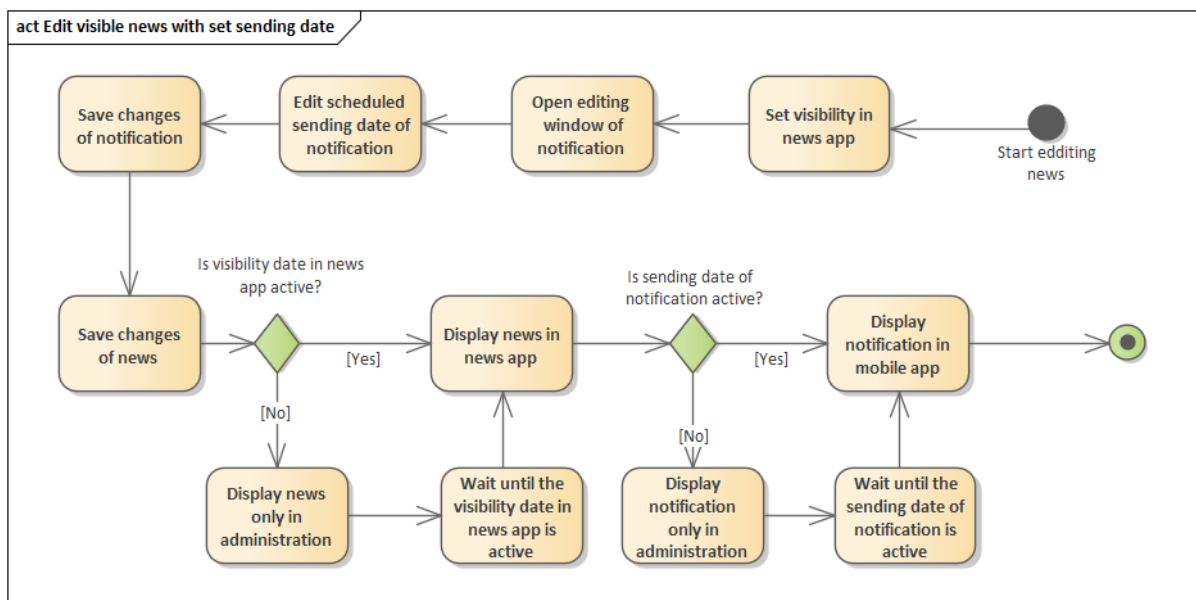 act Edit visible news with set sending date
Save changes
of notification
Edit scheduled
sending date of
notification
Open editing
window of
notification
Set visibility in
news app
Start edditing
news
Is visibility date in news
app active?
Is sending date of
notification active?
Save changes
of news
[Yes]
Display news in
news app
[Yes]
Display
notification in
mobile app
[No]
[No]
Display news
only in
administration
Wait until the
visibility date in
news app is
active
Display
notification
only in
administration
Wait until the
sending date of
notification is
active